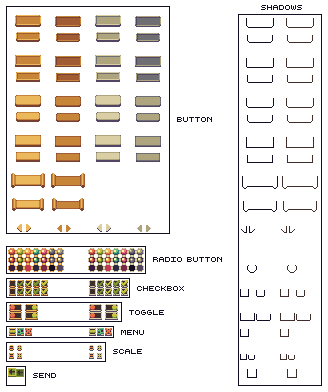 SHADOWS
BUTTON
RADIO BUTTON
CHECKBOX
TOGGLE
MENU
SCALE
SEND